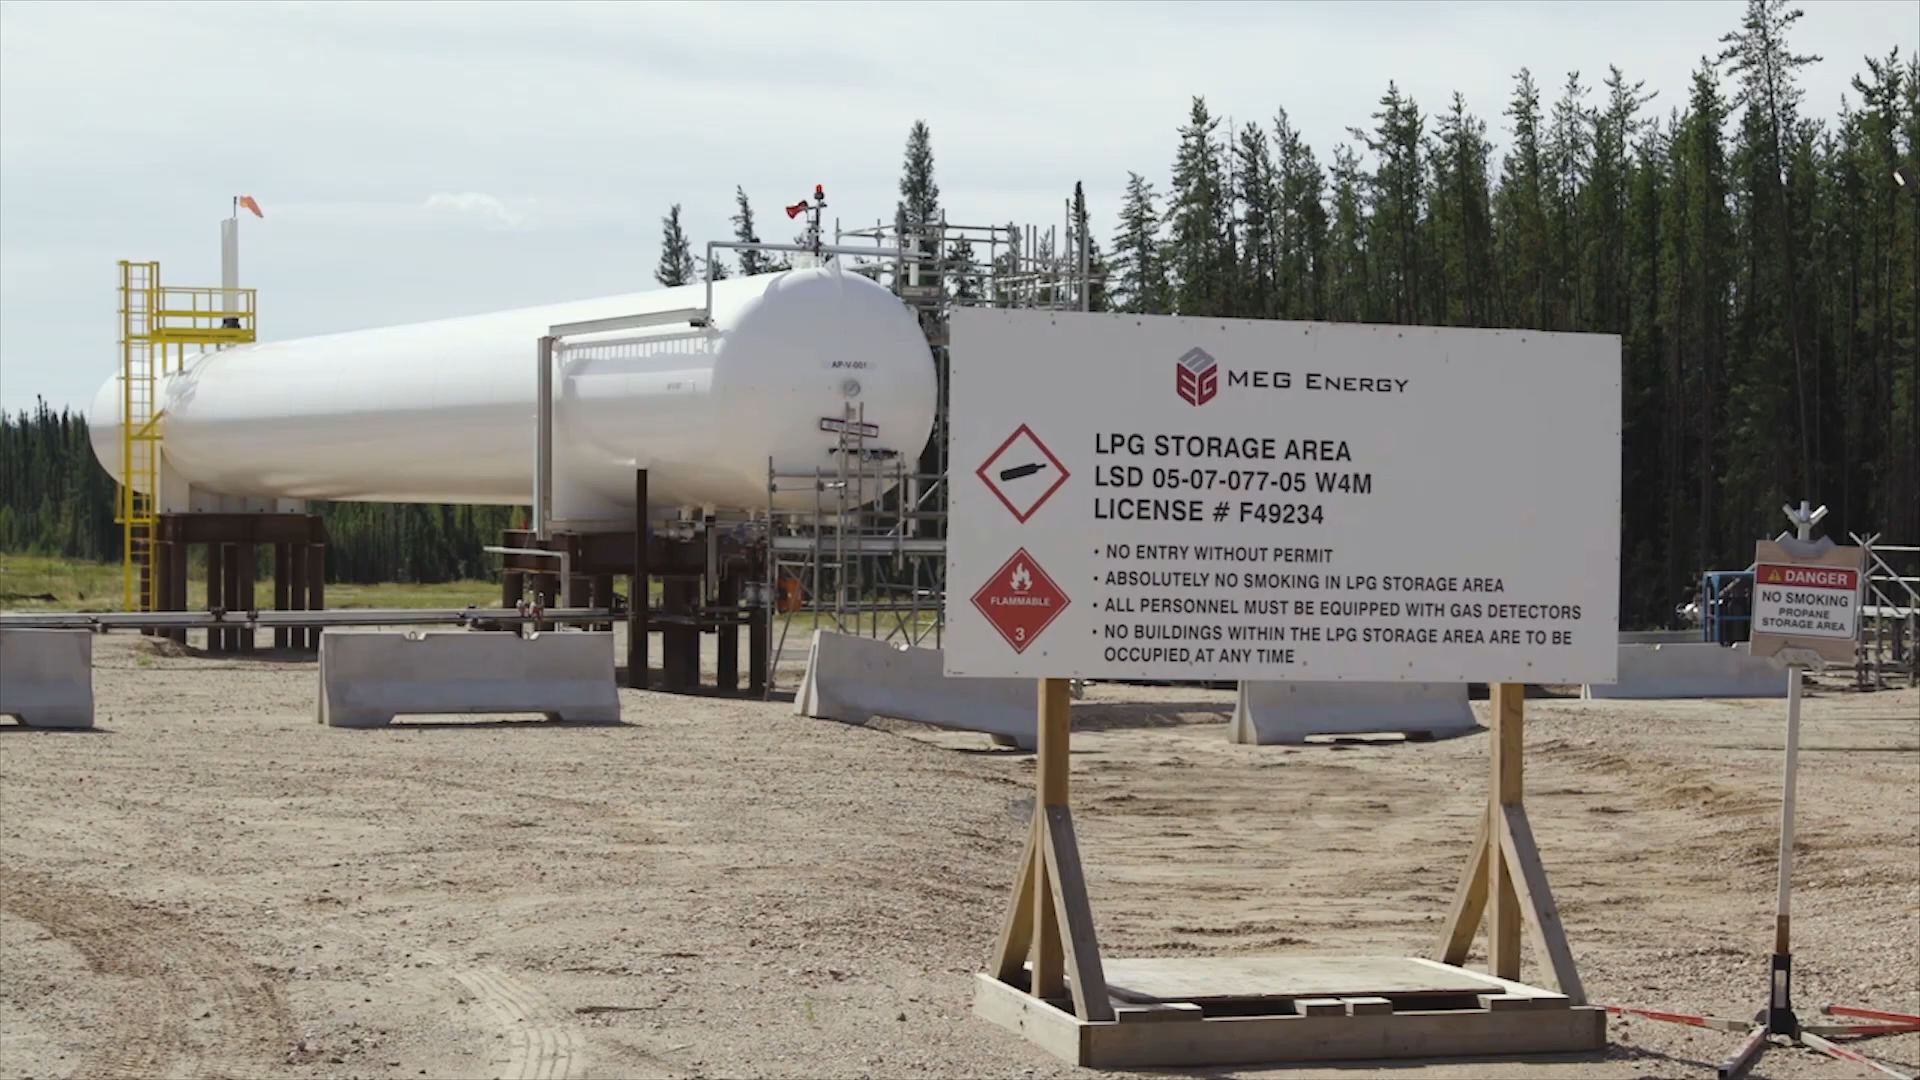 AP-V-001
MEG ENERGY
LPG STORAGE AREA
LSD 05-07-077-05 W4M
LICENSE # F49234
• NO ENTRY WITHOUT PERMIT
• ABSOLUTELY NO SMOKING IN LPG STORAGE AREA
• ALL PERSONNEL MUST BE EQUIPPED WITH GAS DETECTORS
• NO BUILDINGS WITHIN THE LPG STORAGE AREA ARE TO BE
OCCUPIED AT ANY TIME
FLAMMABLE
3
DANGER
NO SMOKING
PROPANE
STORAGE AREA